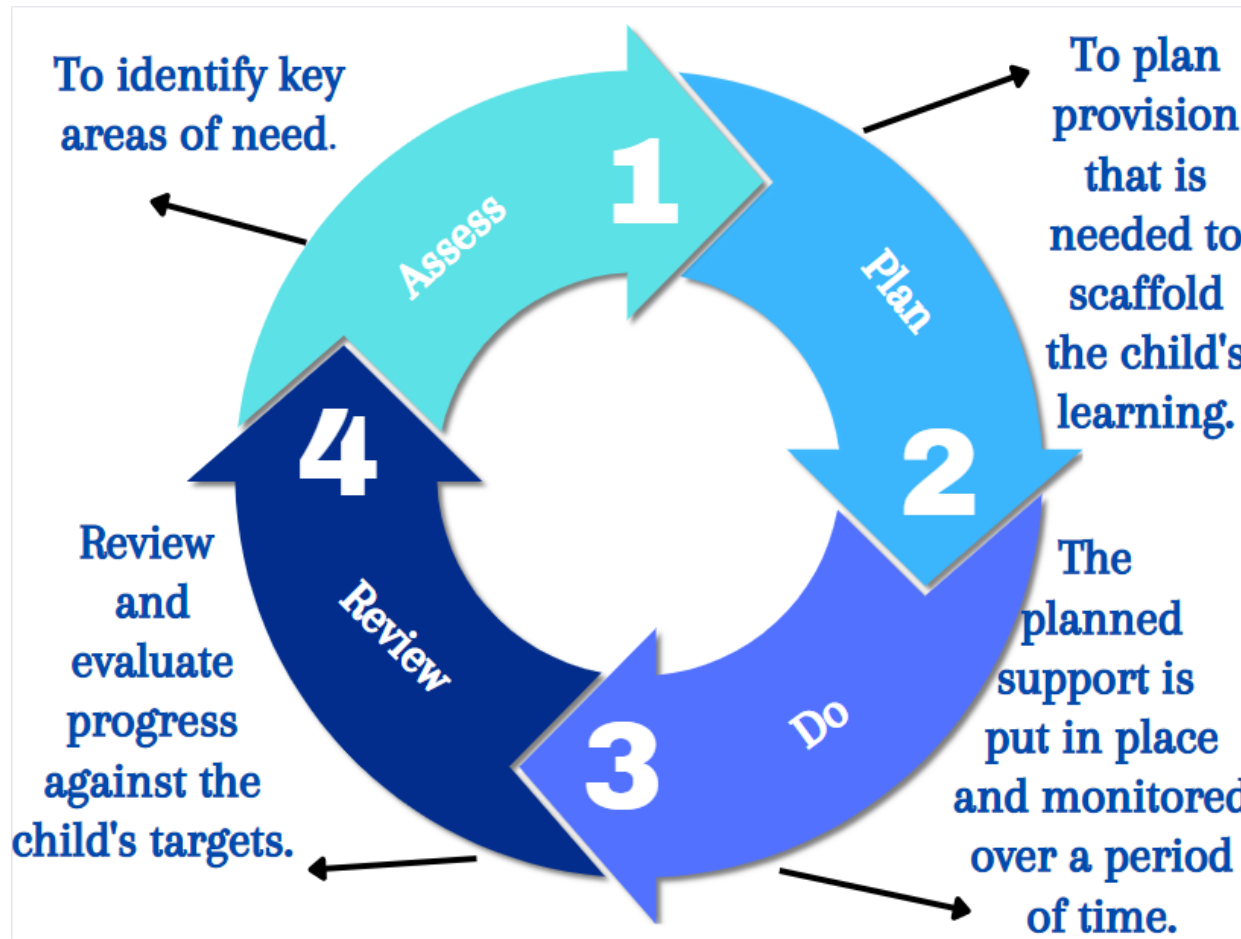 To identify key
areas of need.
1
Assess
To plan
provision
that is
needed to
scaffold
the child's
learning.
Plan
2
The
planned
support is
put in place
and monitored
over a period
of time.
Do
3
4
Review
Review
and
evaluate
progress
against the
child's targets.